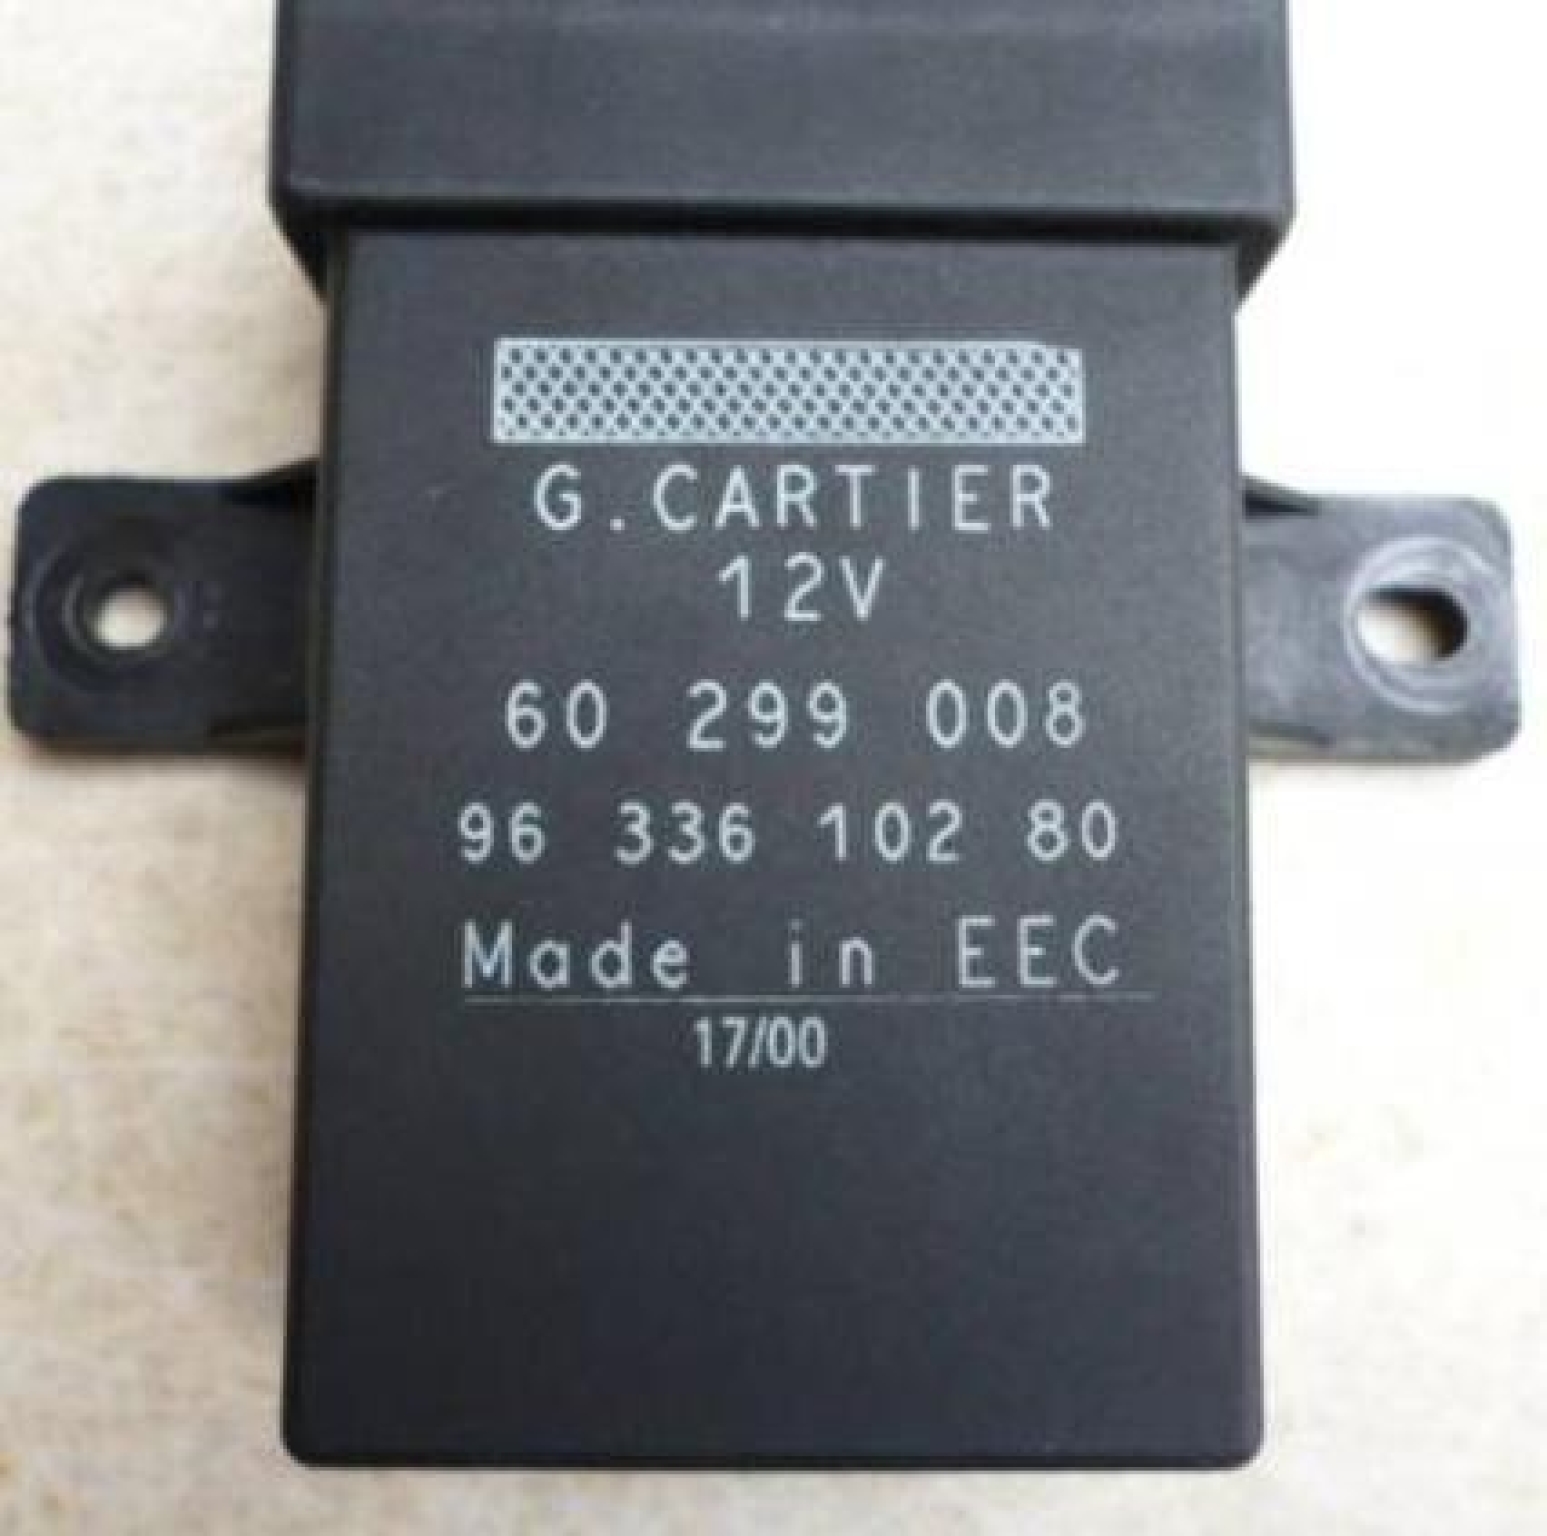 G.CARTIER
12V
60 299 008
96 336 102 80
Made in EEC
17/00